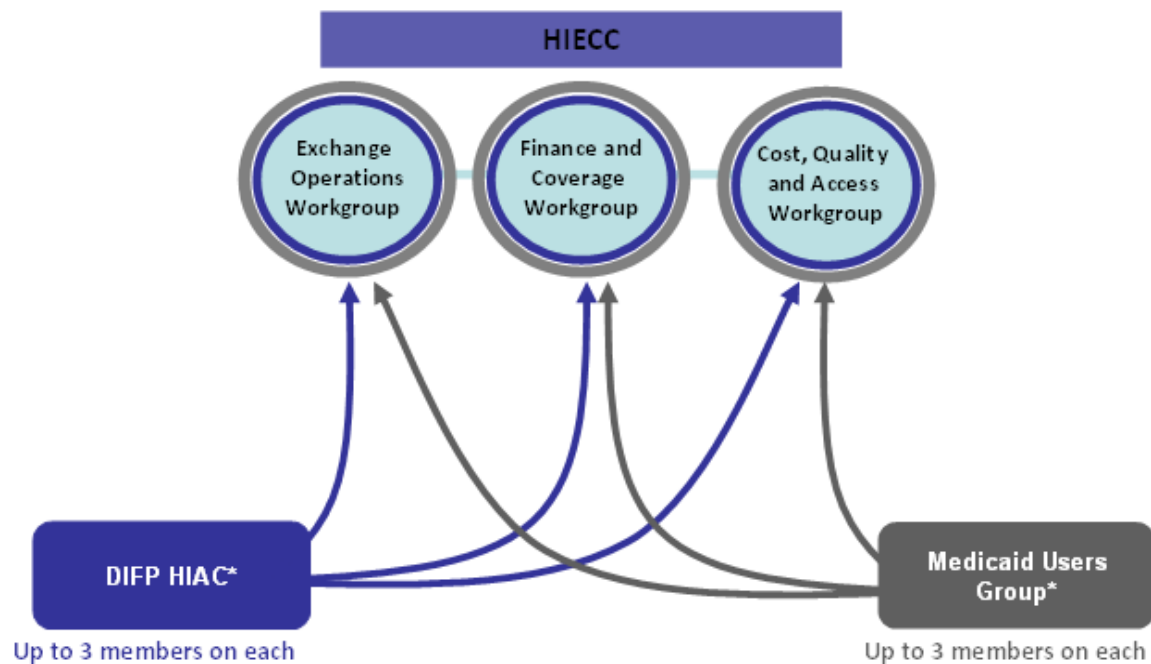 HIECC
Exchange
Operations
Workgroup
Finance and
Coverage
Workgroup
Cost, Quality
and Access
Workgroup
DIFP HIAC*
Medicaid Users
Group*
Up to 3 members on each
Up to 3 members on each